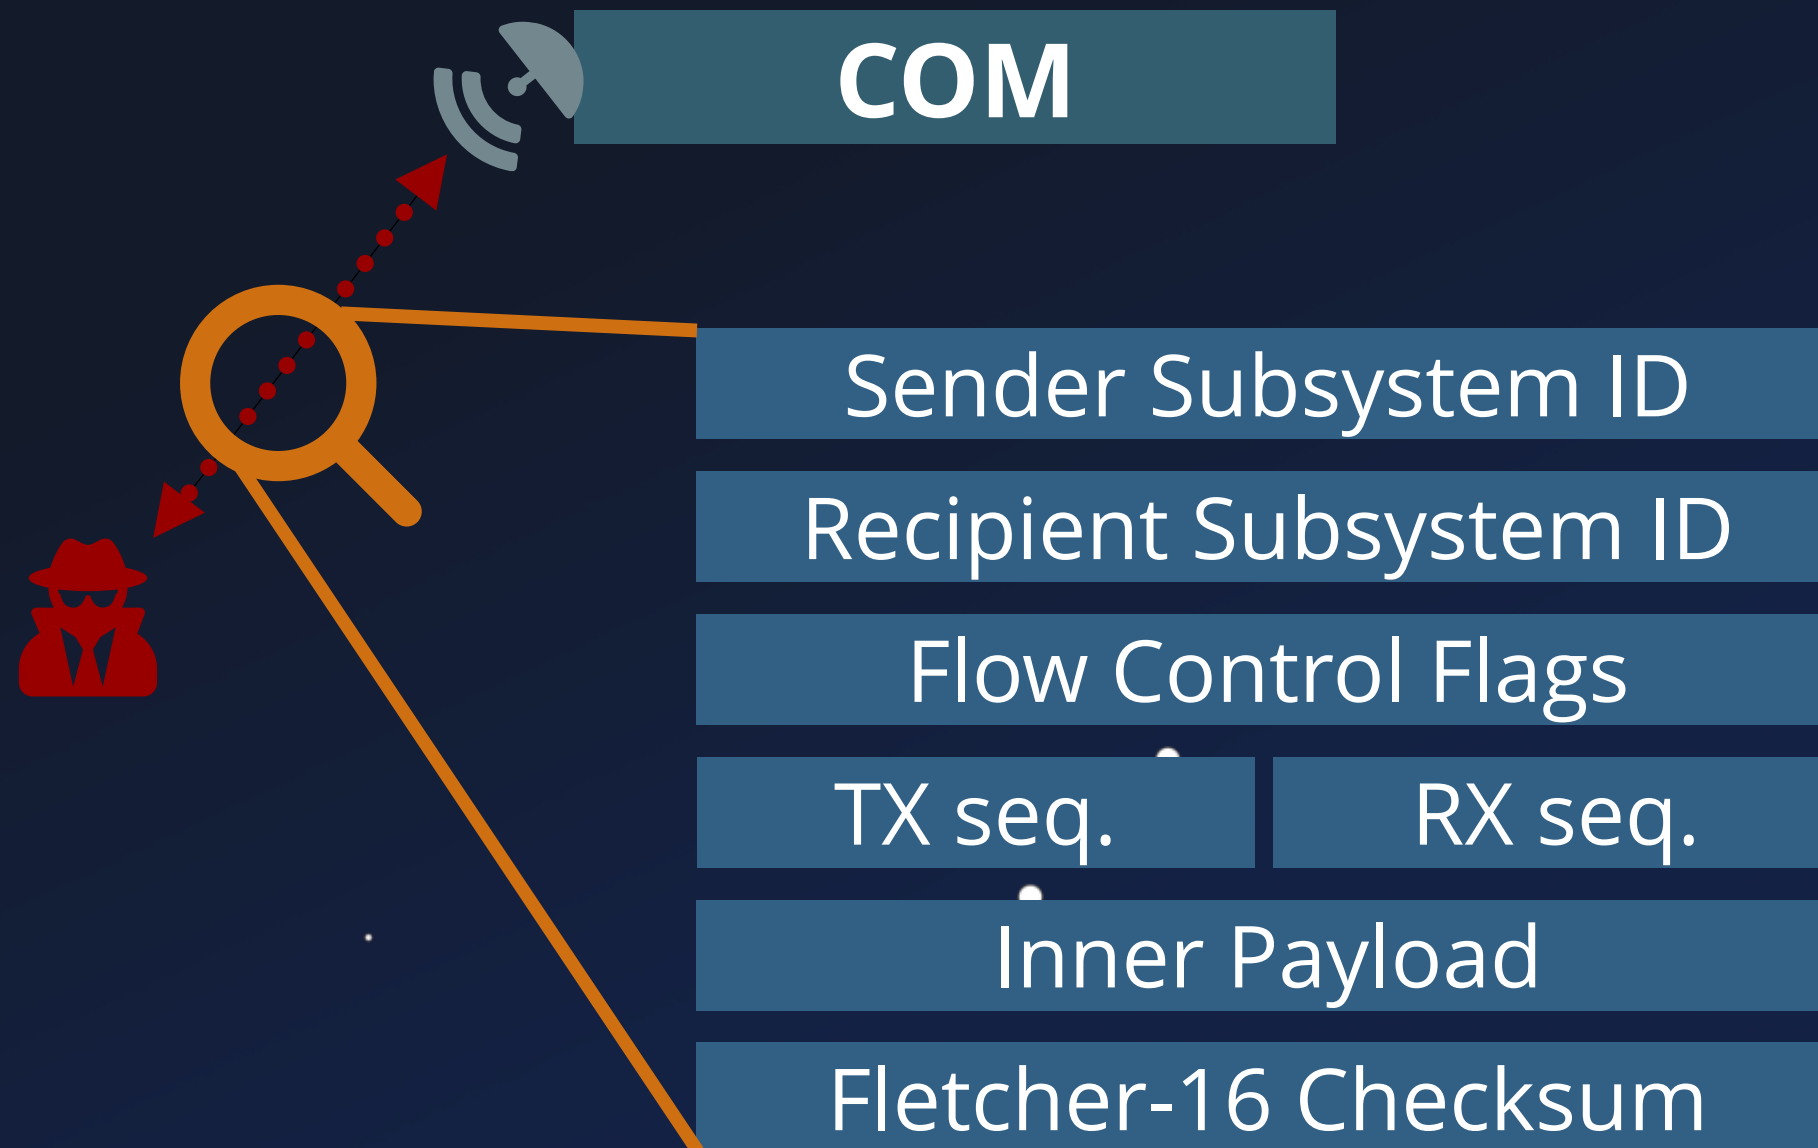 COM
Sender Subsystem ID
Recipient Subsystem ID
Flow Control Flags
TX seq.
RX seq.
Inner Payload
Fletcher-16 Checksum